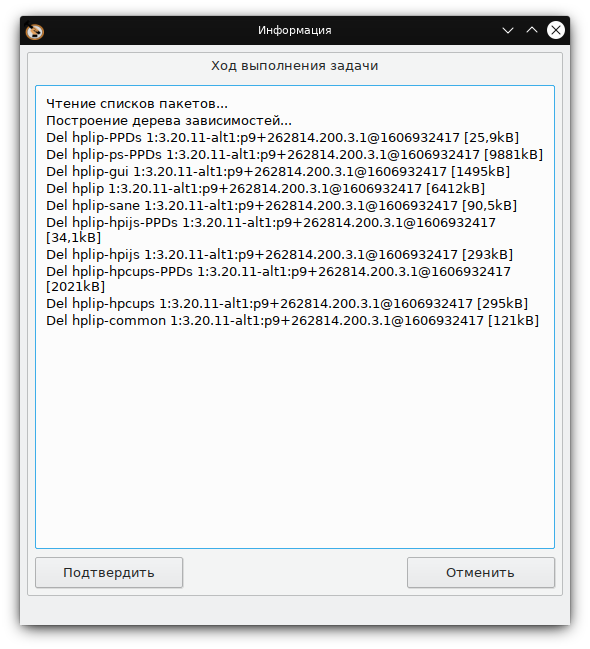 Информация
Ход выполнения задачи
Чтение списков пакетов...
Построение дерева зависимостей...
Del hplip-PPDs 1:3.20.11-alt1:p9+262814.200.3.1@1606932417 [25,9kB]
Del hplip-ps-PPDs 1:3.20.11-alt1:p9+262814.200.3.1@1606932417 [9881kB]
Del hplip-gui 1:3.20.11-alt1:p9+262814.200.3.1@1606932417 [1495kB]
Del hplip 1:3.20.11-alt1:p9+262814.200.3.1@1606932417 [6412kB]
Del hplip-sane 1:3.20.11-alt1:p9+262814.200.3.1@1606932417 [90,5kB]
Del hplip-hpijs-PPDs 1:3.20.11-alt1:p9+262814.200.3.1@1606932417
[34,1kB]
Del hplip-hpijs 1:3.20.11-alt1:p9+262814.200.3.1@1606932417 [293kB]
Del hplip-hpcups-PPDs 1:3.20.11-alt1:p9+262814.200.3.1@1606932417
[2021kB]
Del hplip-hpcups 1:3.20.11-alt1:p9+262814.200.3.1@1606932417 [295kB]
Del hplip-common 1:3.20.11-alt1:p9+262814.200.3.1@1606932417 [121kB]
Подтвердить
Отменить